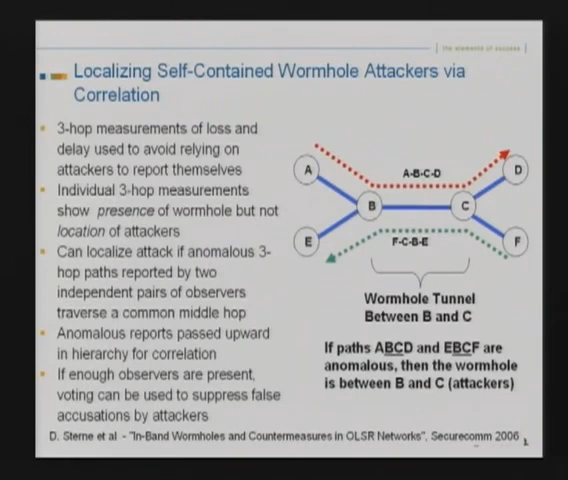 the elements of success
Localizing Self-Contained Wormhole Attackers via
Correlation
3-hop measurements of loss and
delay used to avoid relying on
attackers to report themselves
Individual 3-hop measurements
show presence of wormhole but not
location of attackers
Can localize attack if anomalous 3-
hop paths reported by two
independent pairs of observers
traverse a common middle hop
Anomalous reports passed upward
in hierarchy for correlation
If enough observers are present,
voting can be used to suppress false
accusations by attackers
A
A-B-C-D
D
B
C
E
F-C-B-E
F
Wormhole Tunnel
Between B and C
If paths ABCD and EBCF are
anomalous, then the wormhole
is between B and C (attackers)
D. Sterne et al - "In-Band Wormholes and Countermeasures in OLSR Networks", Securecomm 2006